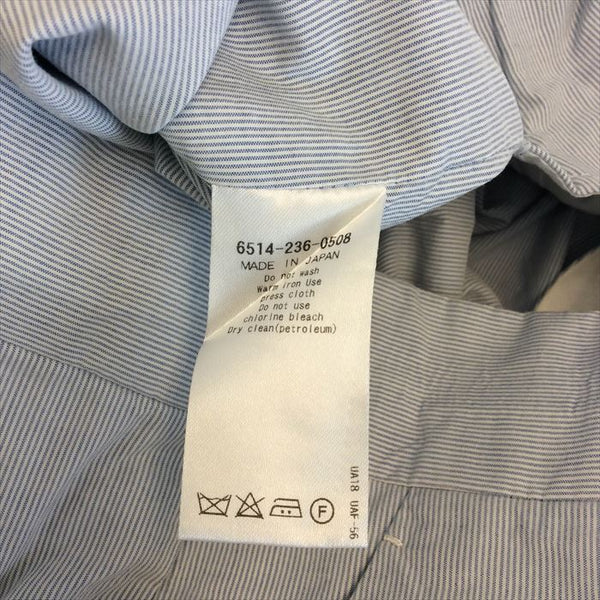 6514-236-0508
MADE IN JAPAN
Do not wash
Warm iron Use
press cloth
Do not use
chlorine bleach
Dry clean(petroleum)
F
UA18 UAF-56